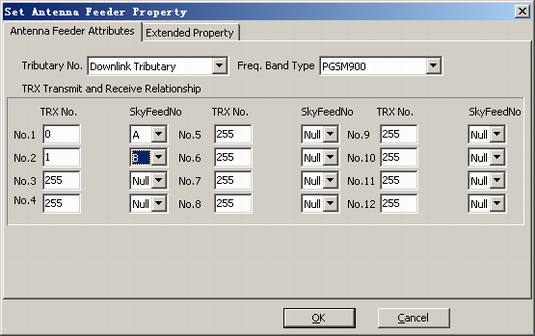 Set Antenna Feeder Property
Antenna Feeder Attributes Extended Property
Tributary No. Downlink Tributary Freq. Band Type PGSM900
TRX Transmit and Receive Relationship
TRX No. SkyFeedNo TRX No. SkyFeedNo TRX No. SkyFeedNo
No.1 0 A No.5 255 Null No.9 255 Null
No.2 1 B No.6 255 Null No.10 255 Null
No.3 255 Null No.7 255 Null No.11 255 Null
No.4 255 Null No.8 255 Null No.12 255 Null
OK Cancel